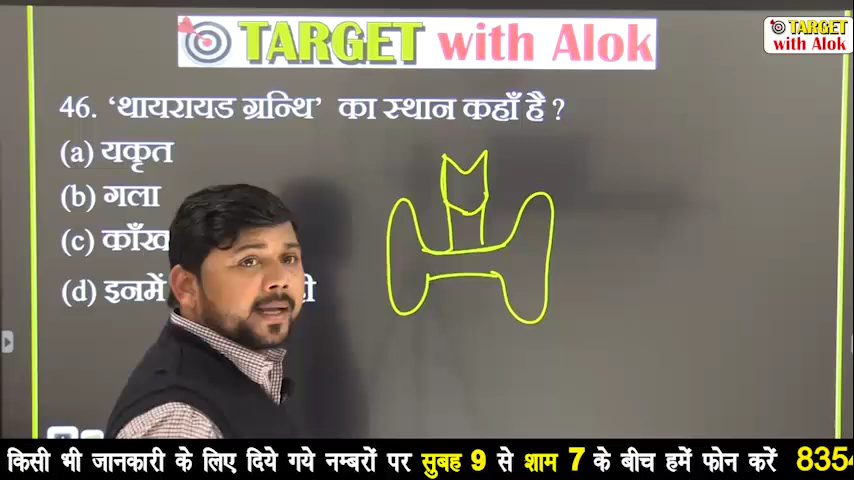 TARGET with Alok
TARGET
with Alok
46. ‘थायरायड ग्रन्थि’ का स्थान कहाँ है ?
(a) यकृत
(b) गला
(c) काँख
(d) इनमें
किसी भी जानकारी के लिए दिये गये नम्बरों पर सुबह 9 से शाम 7 के बीच हमें फोन करें 8354